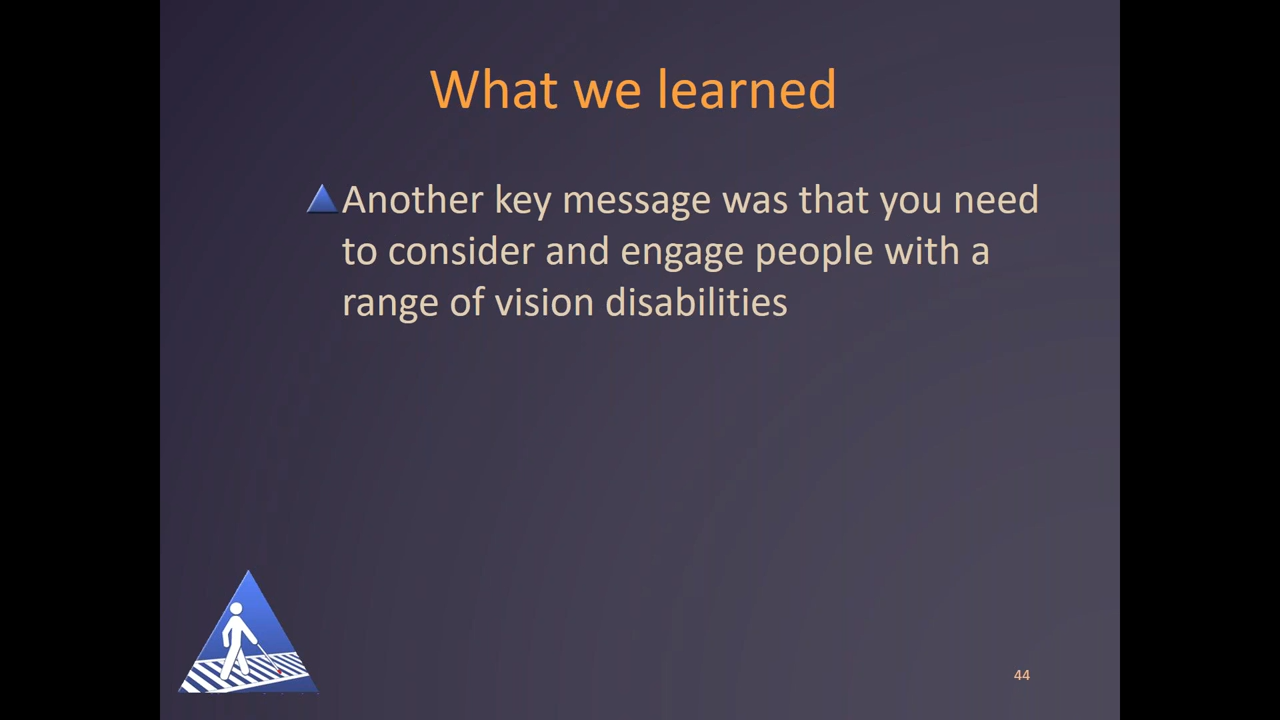 What we learned
Another key message was that you need
to consider and engage people with a
range of vision disabilities
44